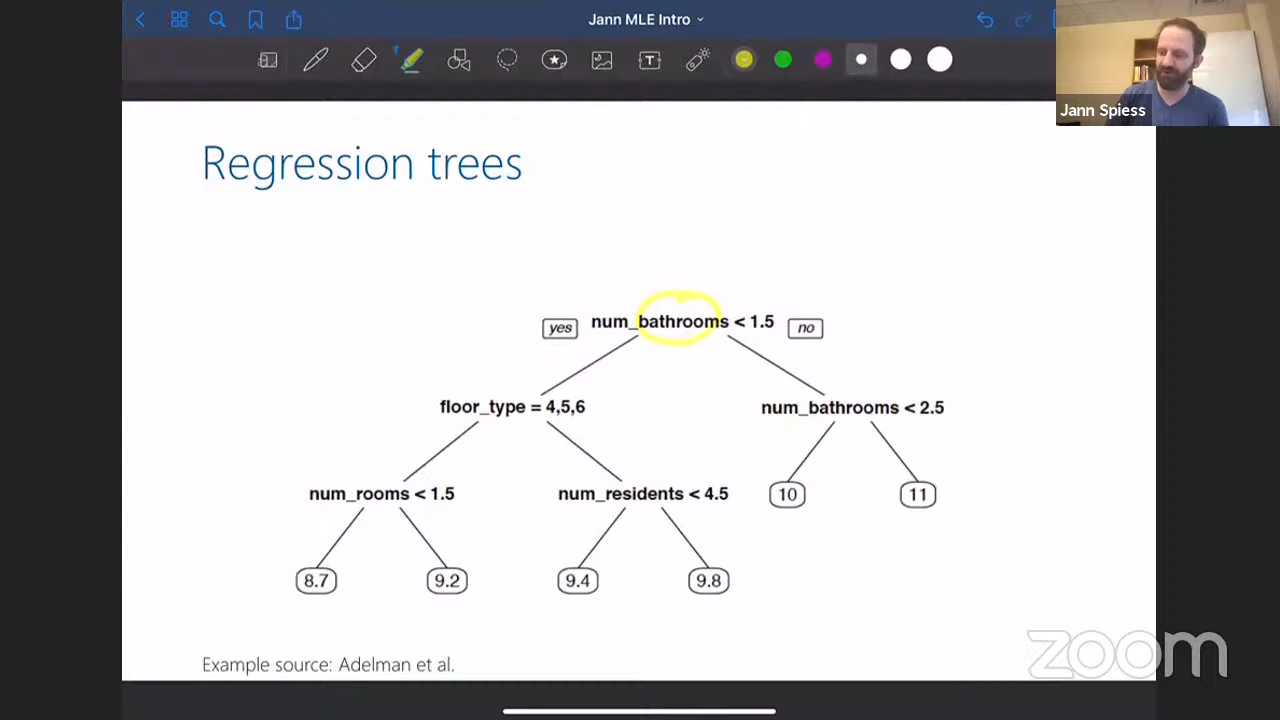 Jann MLE Intro
T
Jann Spiess
Regression trees
yes num_bathrooms < 1.5 no
floor_type = 4,5,6 num_bathrooms < 2.5
num_rooms < 1.5 num_residents < 4.5 10 11
8.7 9.2 9.4 9.8
Example source: Adelman et al.
zoom